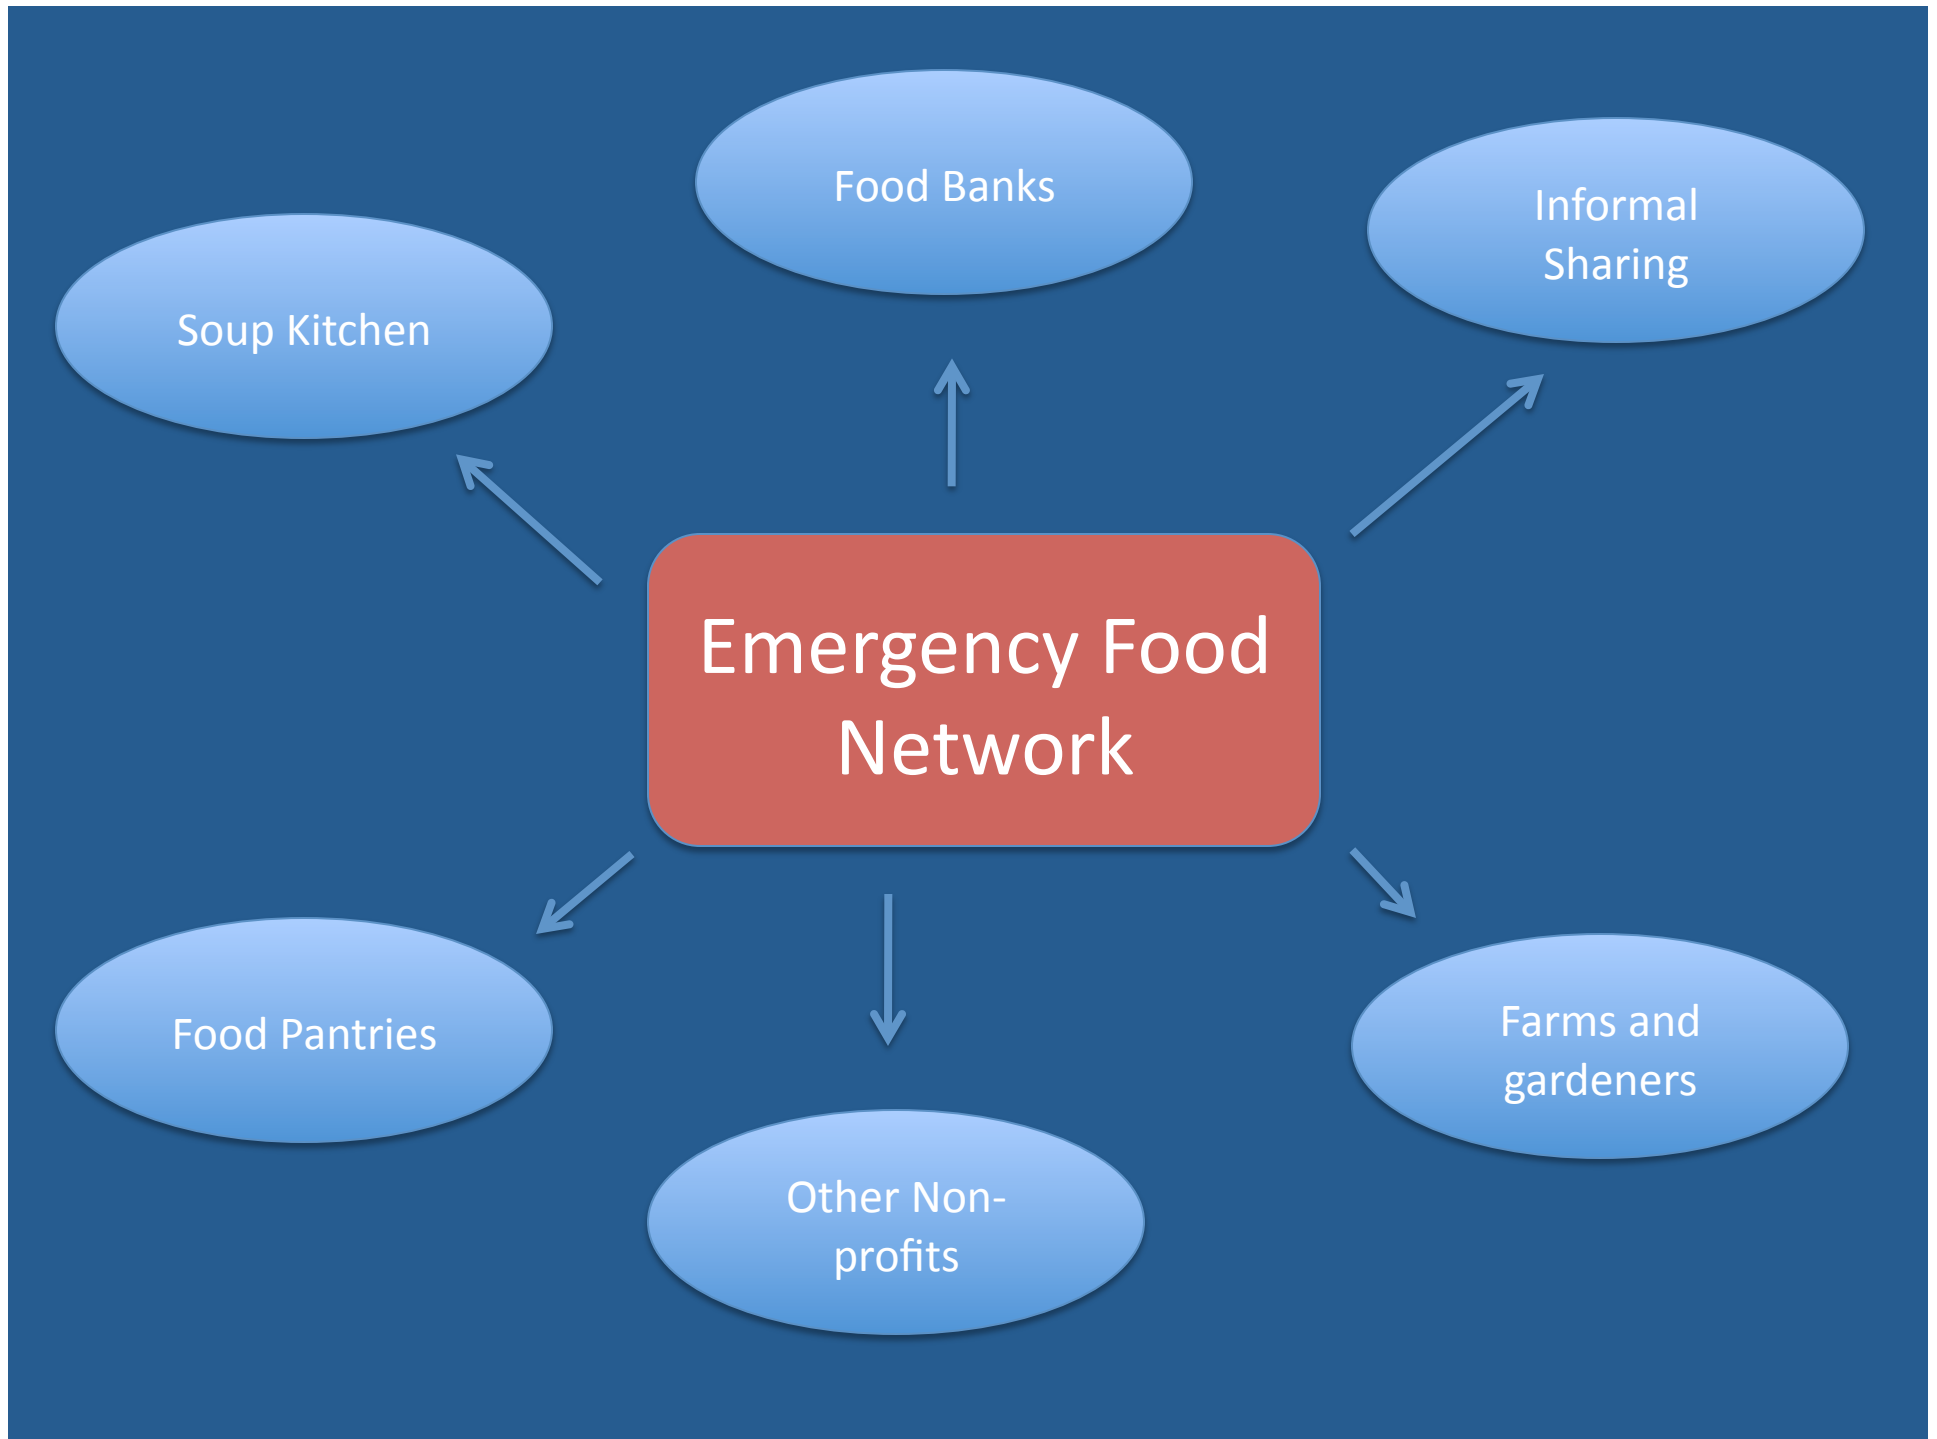 Food Banks
Informal
Sharing
Soup Kitchen
Emergency Food
Network
Food Pantries
Farms and
gardeners
Other Non-
profits